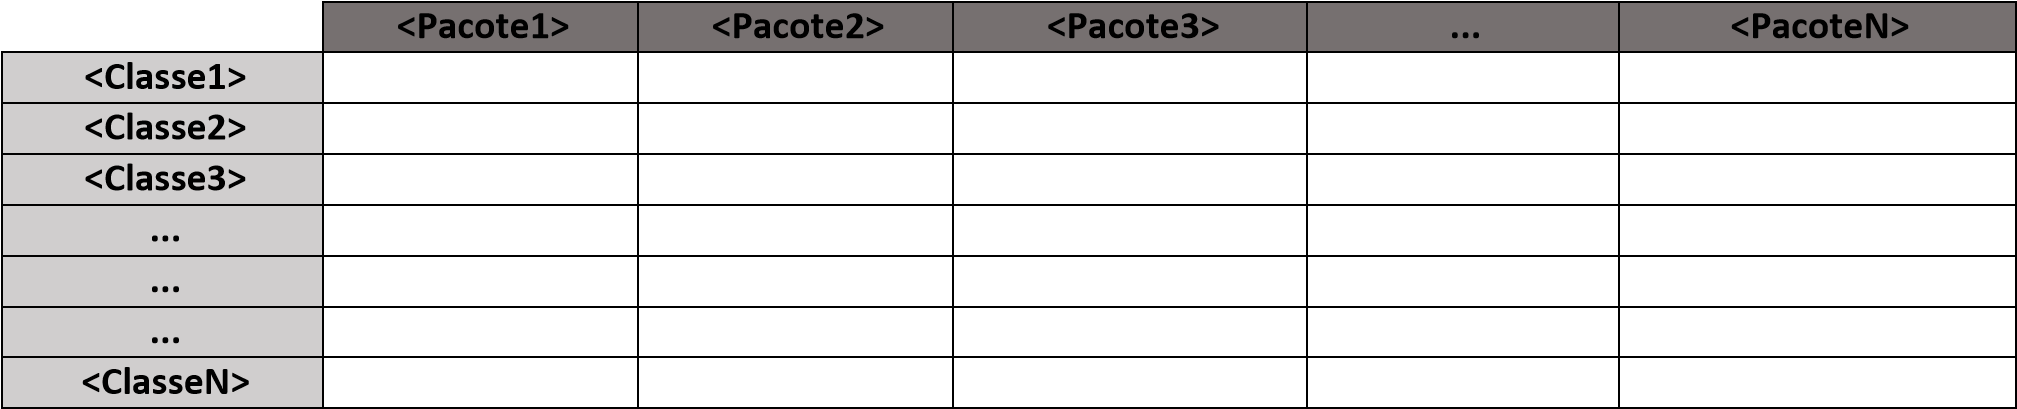 <Pacote1> <Pacote2> <Pacote3> ... <PacoteN>
<Classe1>
<Classe2>
<Classe3>
...
...
...
<ClasseN>